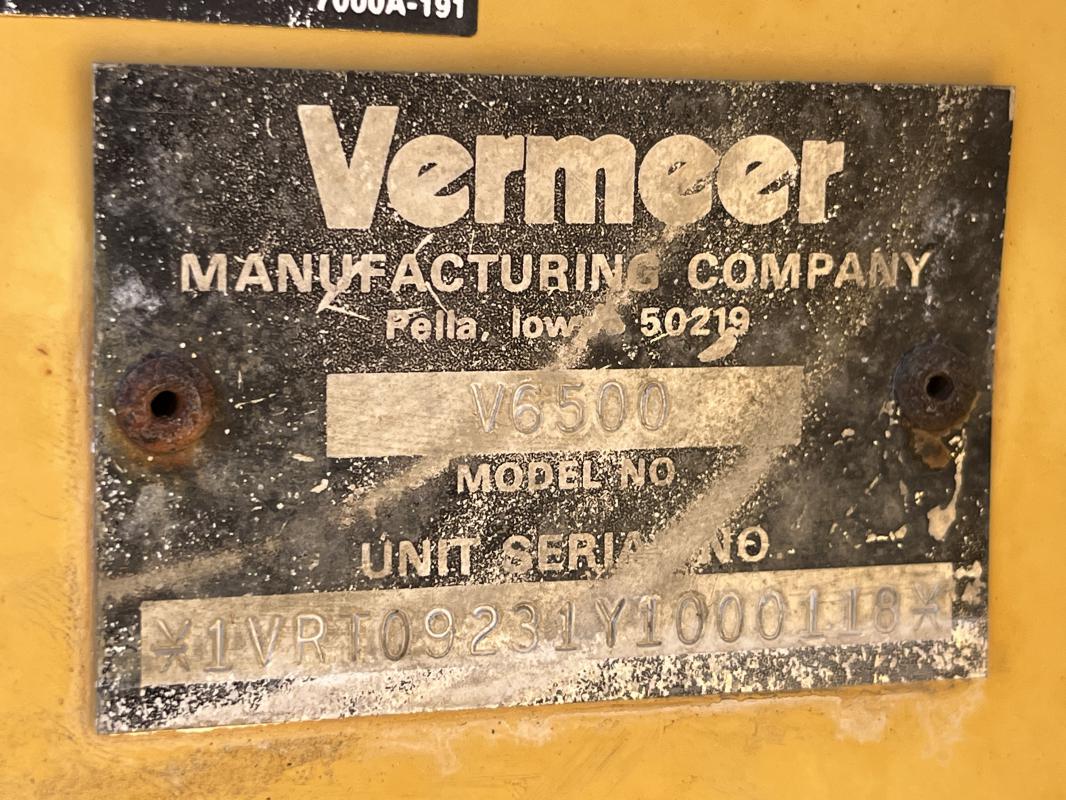 7000A-191
Vermeer
MANUFACTURING COMPANY
Pella, Iowa 50219
V6500
MODEL NO
UNIT SERIAL NO.
*1VRT09231Y1000118*